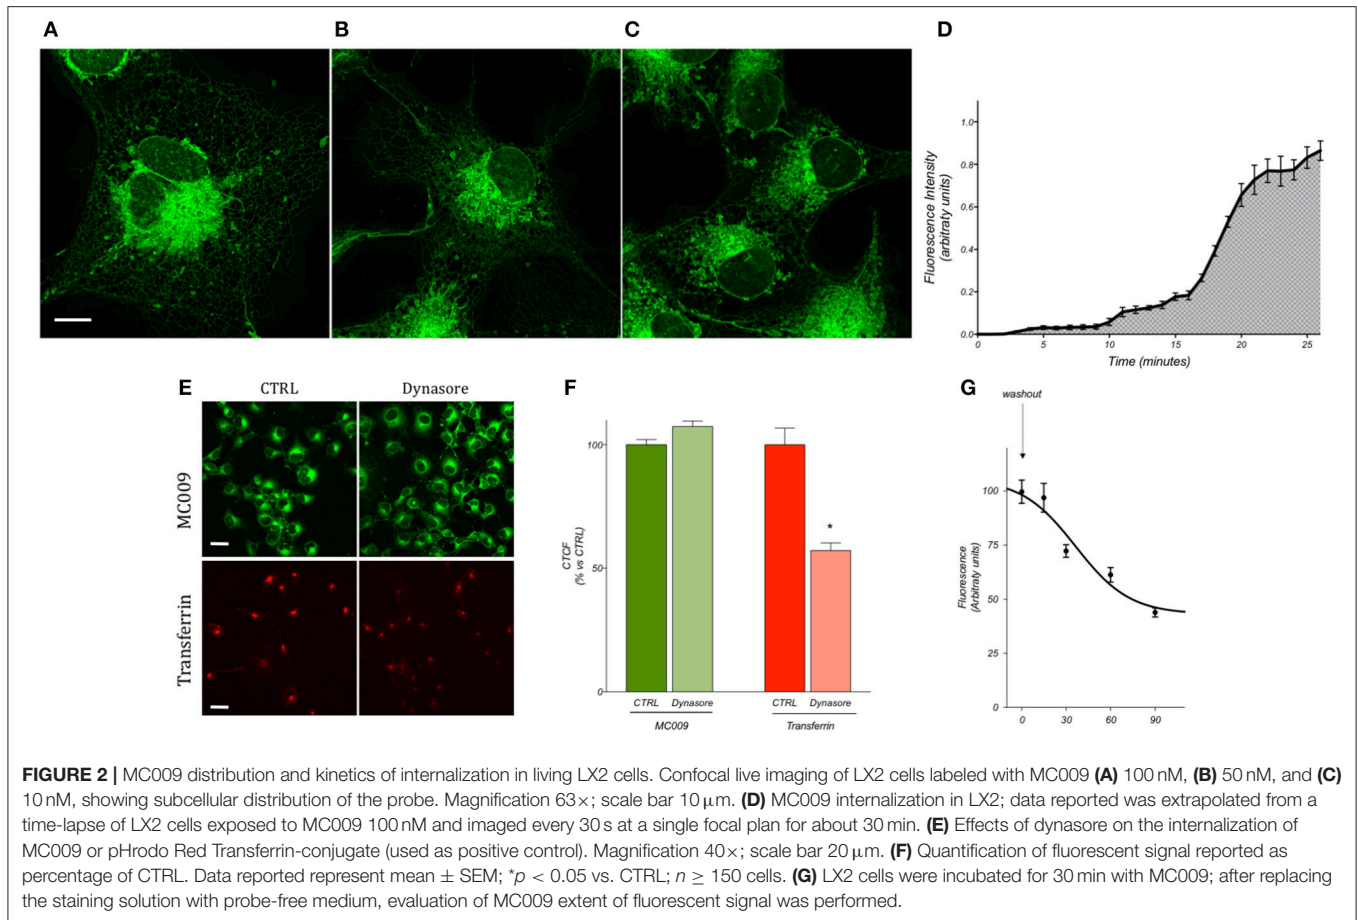 A
B
C
D
1.0
0.8
0.6
0.4
0.2
0.0
0
5
10
15
20
25
Fluorescence Intensity
(arbitraty units)
Time (minutes)
E
CTRL
Dynasore
MC009
Transferrin
F
100
50
0
CTCF
(% vs CTRL)
*
CTRL Dynasore CTRL Dynasore
MC009 Transferrin
G
washout
100
75
50
25
0
Fluorescence
(Arbitraty units)
0 30 60 90
FIGURE 2 | MC009 distribution and kinetics of internalization in living LX2 cells. Confocal live imaging of LX2 cells labeled with MC009 (A) 100 nM, (B) 50 nM, and (C)
10 nM, showing subcellular distribution of the probe. Magnification 63×; scale bar 10 μm. (D) MC009 internalization in LX2; data reported was extrapolated from a
time-lapse of LX2 cells exposed to MC009 100 nM and imaged every 30 s at a single focal plan for about 30 min. (E) Effects of dynasore on the internalization of
MC009 or pHrodo Red Transferrin-conjugate (used as positive control). Magnification 40×; scale bar 20 μm. (F) Quantification of fluorescent signal reported as
percentage of CTRL. Data reported represent mean ± SEM; *p < 0.05 vs. CTRL; n ≥ 150 cells. (G) LX2 cells were incubated for 30 min with MC009; after replacing
the staining solution with probe-free medium, evaluation of MC009 extent of fluorescent signal was performed.